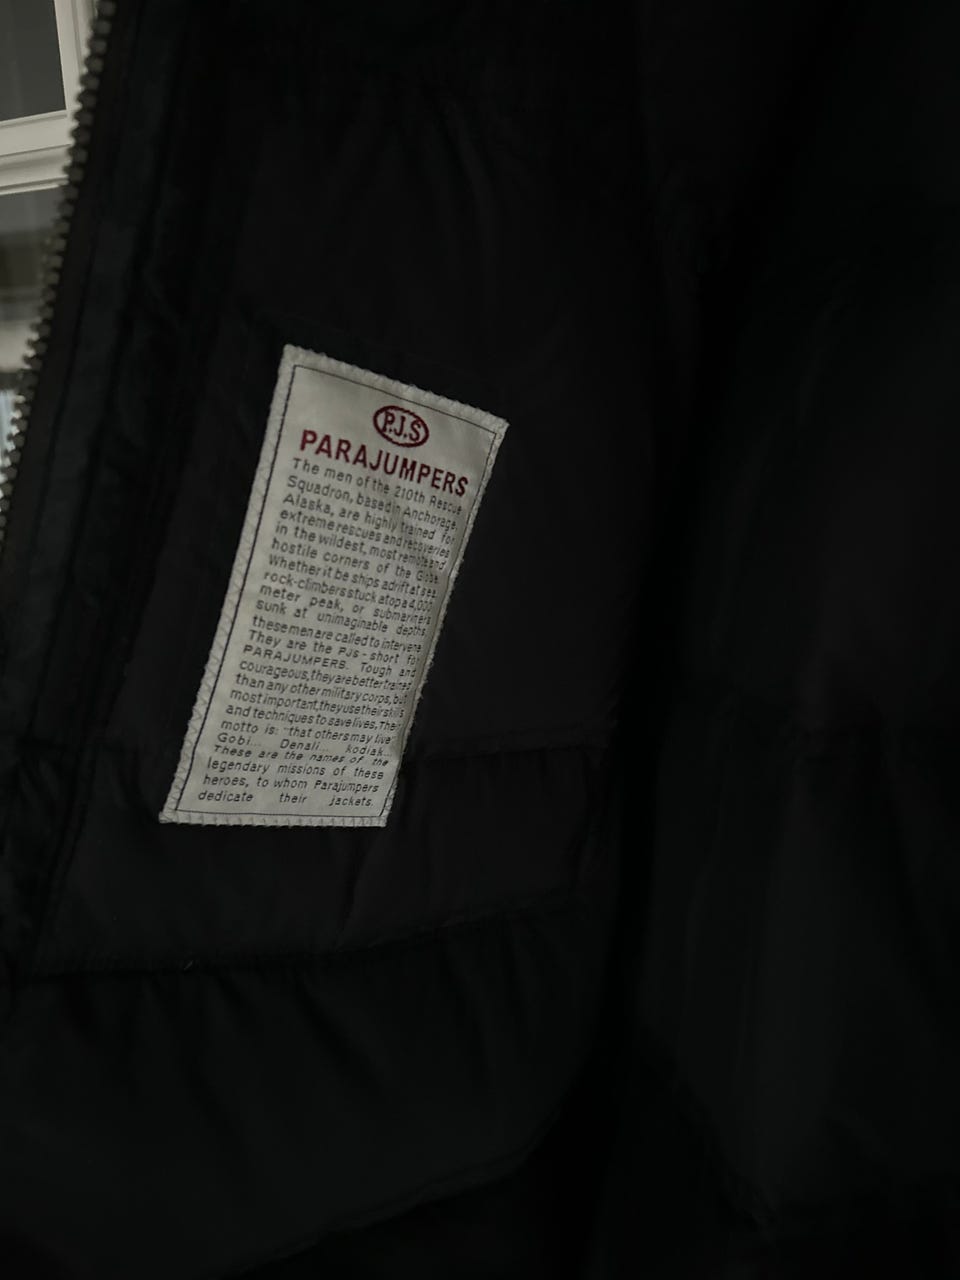 P.J.S
PARAJUMPERS
The men of the 210th Rescue
Squadron, based in Anchorage,
Alaska, are highly trained for
extreme rescues and recoveries
in the wildest, most remote and
hostile corners of the Globe.
Whether it be ships adrift at sea,
rock-climbers stuck atop a 4,000
meter peak, or submariners
sunk at unimaginable depths,
these men are called to intervene.
They are the PJs - short for
PARAJUMPERS. Tough and
courageous, they are better trained
than any other military corps, but
most important, they use their skills
and techniques to save lives. Their
motto is: "that others may live"
Gobi... Denali... kodiak...
These are the names of the
legendary missions of these
heroes, to whom Parajumpers
dedicate their jackets.